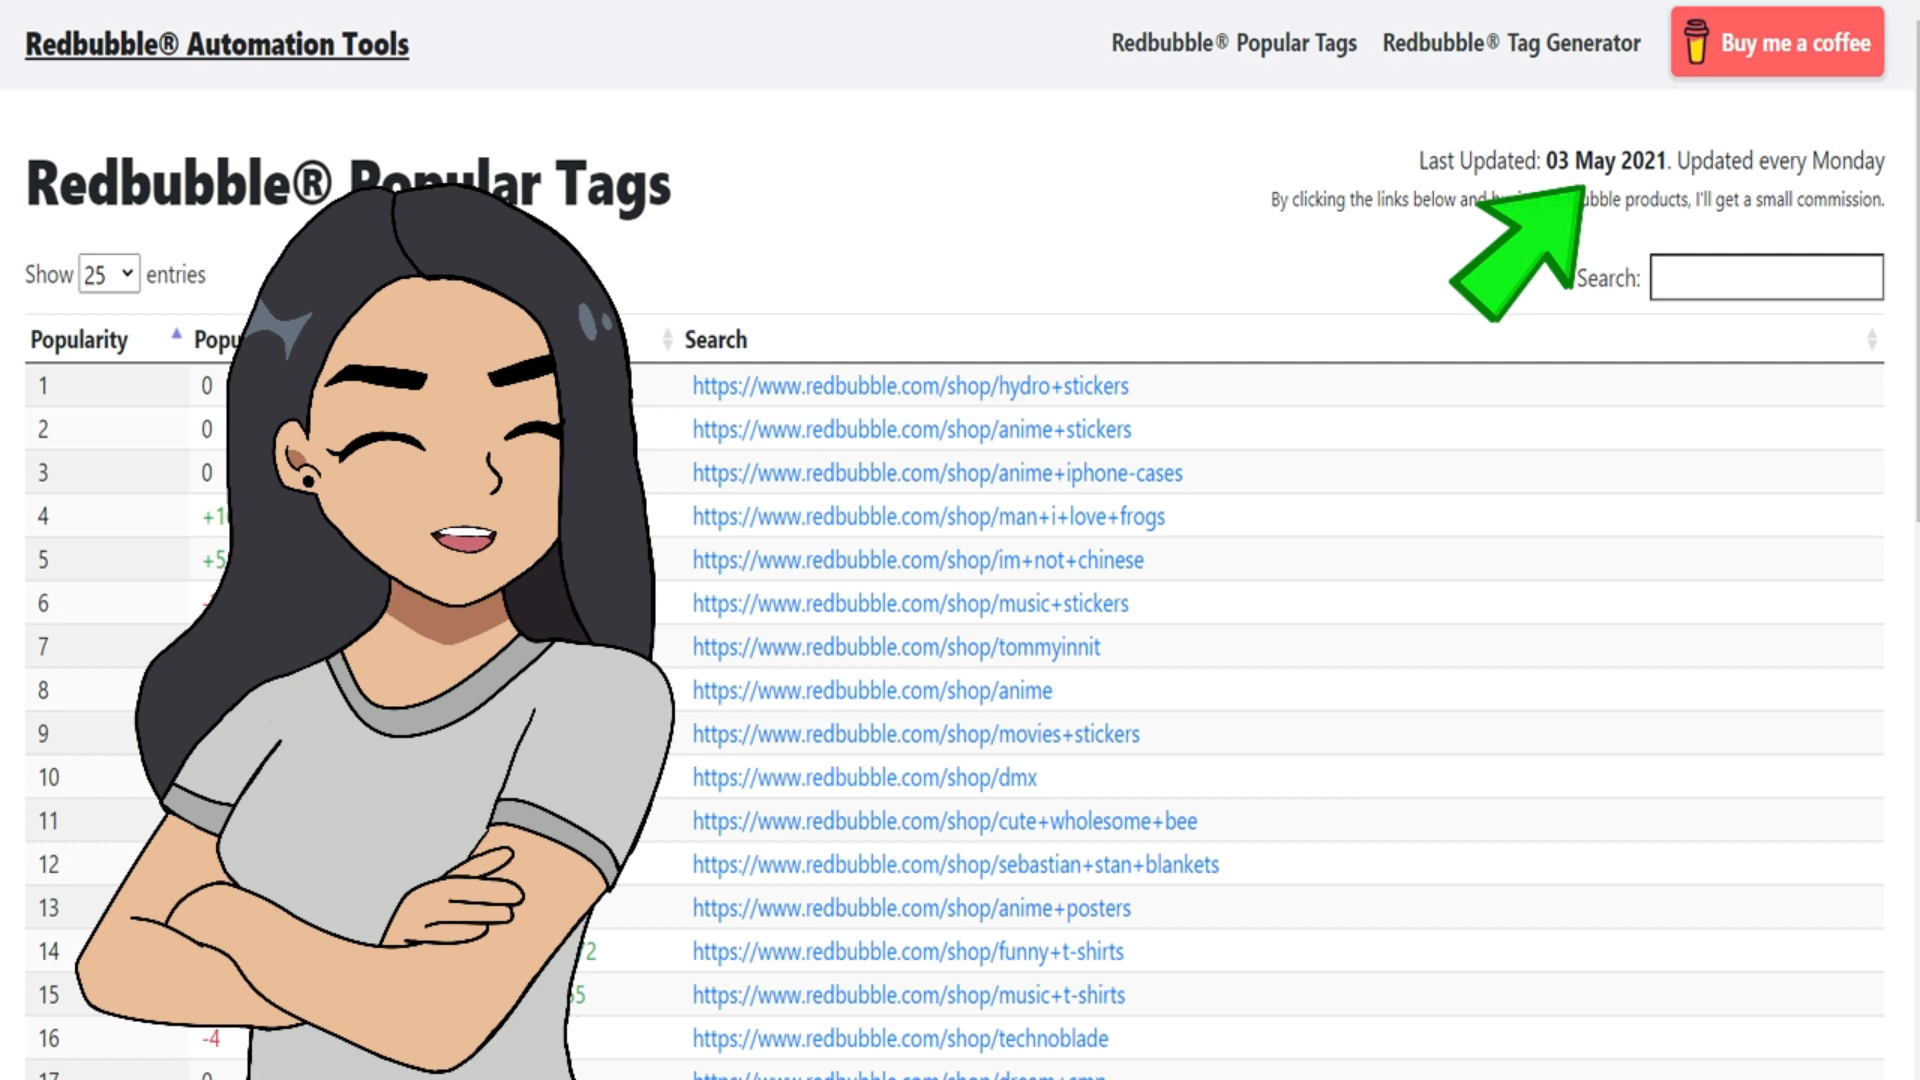 Redbubble® Automation Tools
Redbubble® Popular Tags Redbubble® Tag Generator Buy me a coffee
Redbubble® Popular Tags
Last Updated: 03 May 2021. Updated every Monday
By clicking the links below and products, I'll get a small commission.
Show 25 entries
Search:
Popularity Search
1 0 https://www.redbubble.com/shop/hydro+stickers
2 0 https://www.redbubble.com/shop/anime+stickers
3 0 https://www.redbubble.com/shop/anime+iphone-cases
4 https://www.redbubble.com/shop/man+i+love+frogs
5 +5 https://www.redbubble.com/shop/im+not+chinese
6 https://www.redbubble.com/shop/music+stickers
7 https://www.redbubble.com/shop/tommyinnit
8 https://www.redbubble.com/shop/anime
9 https://www.redbubble.com/shop/movies+stickers
10 https://www.redbubble.com/shop/dmx
11 https://www.redbubble.com/shop/cute+wholesome+bee
12 https://www.redbubble.com/shop/sebastian+stan+blankets
13 https://www.redbubble.com/shop/anime+posters
14 https://www.redbubble.com/shop/funny+t-shirts
15 https://www.redbubble.com/shop/music+t-shirts
16 -4 https://www.redbubble.com/shop/technoblade